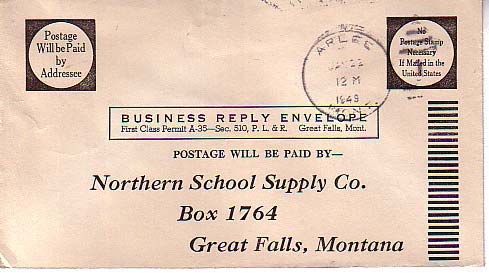 Postage
Will be Paid
by
Addressee
ARLEE
JAN 22
12 M
1949
MONT.
No
Postage Stamp
Necessary
If Mailed in the
United States
BUSINESS REPLY ENVELOPE
First Class Permit A-35—Sec. 510, P. L. & R. Great Falls, Mont.
POSTAGE WILL BE PAID BY—
Northern School Supply Co.
Box 1764
Great Falls, Montana